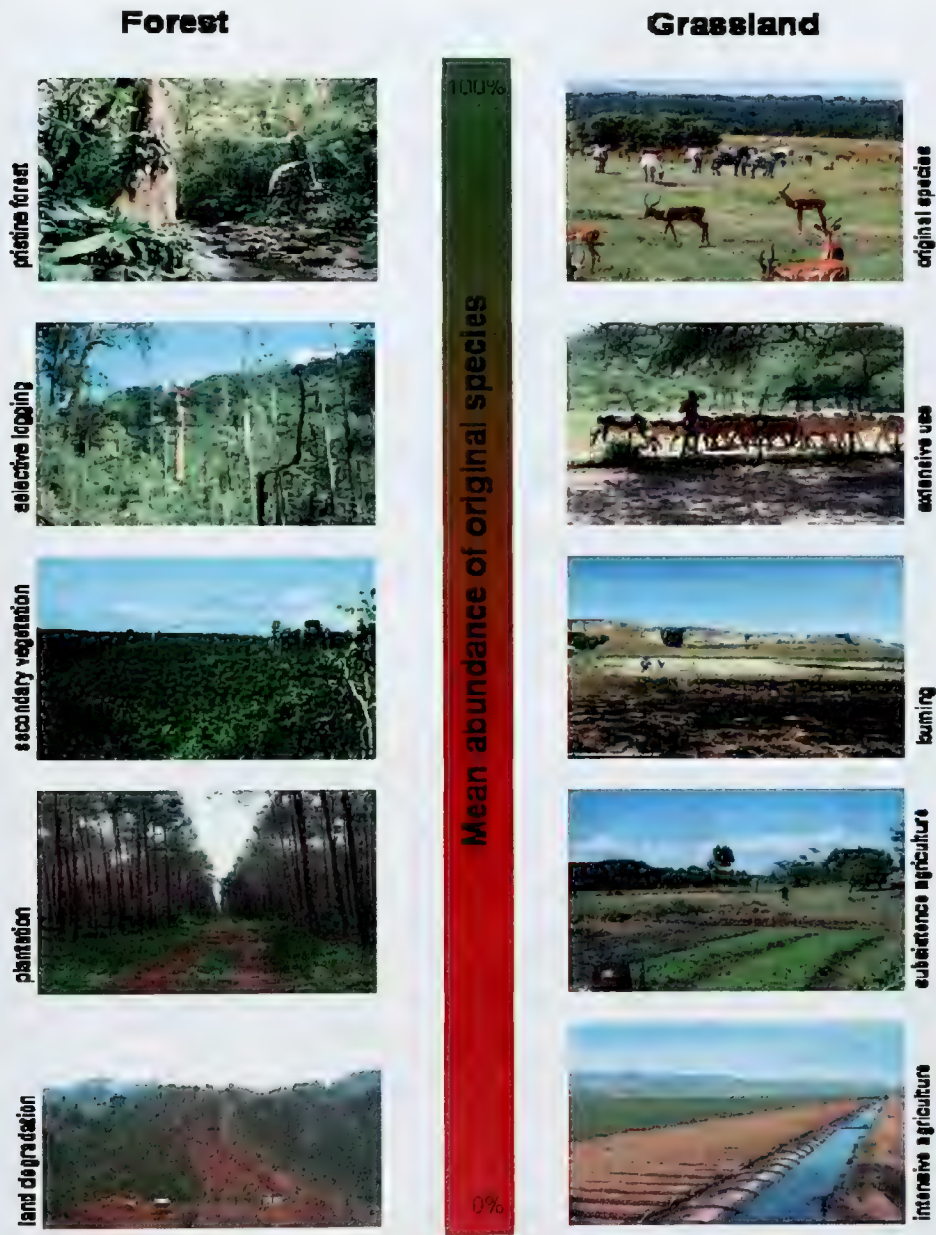 Forest
Grassland
100%
Mean abundance of original species
0%
pristine forest
selective logging
secondary vegetation
plantation
land degradation
original species
extensive use
burning
subsistence agriculture
intensive agriculture